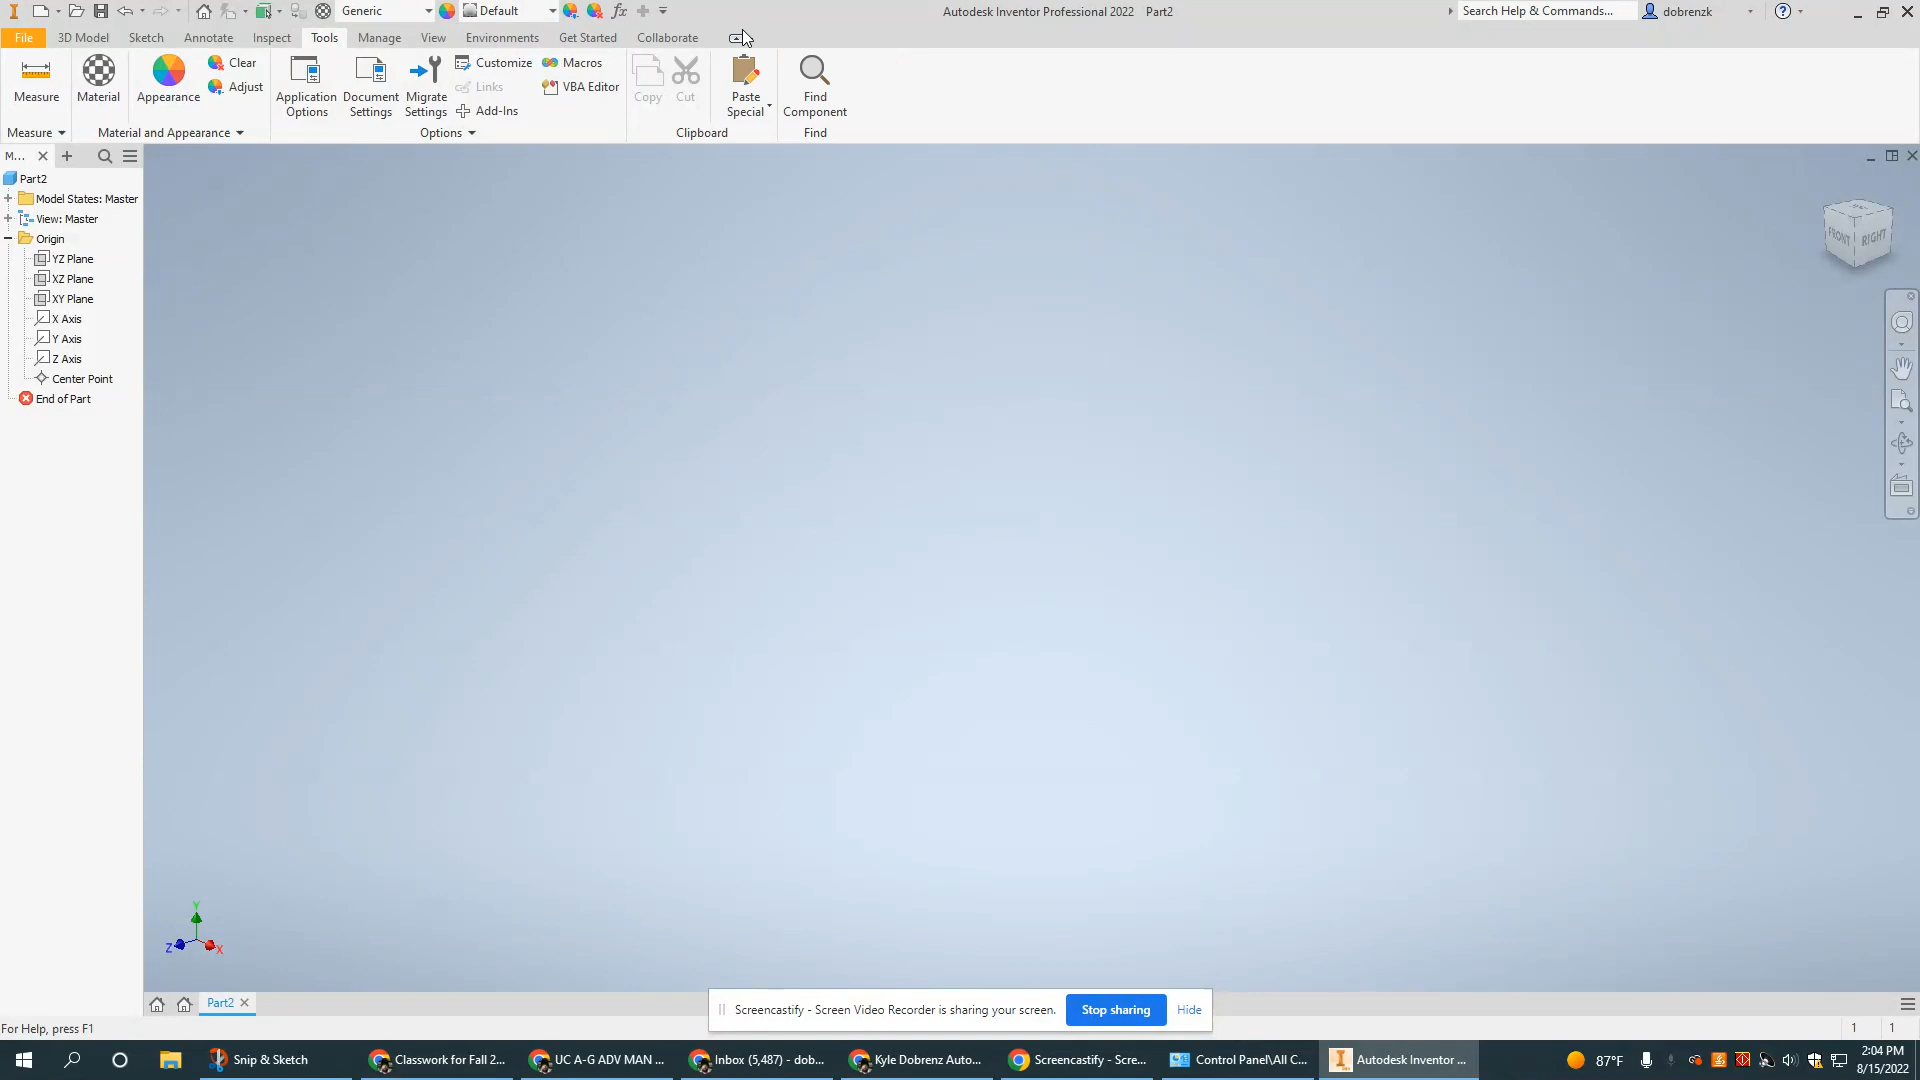 Generic
Default
fx
Autodesk Inventor Professional 2022 Part2
Search Help & Commands...
dobrenzk
File 3D Model Sketch Annotate Inspect Tools Manage View Environments Get Started Collaborate
Measure
Material
Appearance
Clear
Adjust
Application Options
Document Settings
Migrate Settings
Customize
Links
Add-Ins
Macros
VBA Editor
Copy
Cut
Paste Special
Find Component
Measure
Material and Appearance
Options
Clipboard
Find
M...
Part2
Model States: Master
View: Master
Origin
YZ Plane
XZ Plane
XY Plane
X Axis
Y Axis
Z Axis
Center Point
End of Part
FRONT
RIGHT
Y
Z
X
Part2
Screencastify - Screen Video Recorder is sharing your screen.
Stop sharing
Hide
For Help, press F1
1 1
Snip & Sketch
Classwork for Fall 2...
UC A-G ADV MAN ...
Inbox (5,487) - dob...
Kyle Dobrenz Auto...
Screencastify - Scre...
Control Panel\All C...
Autodesk Inventor ...
87°F
2:04 PM
8/15/2022